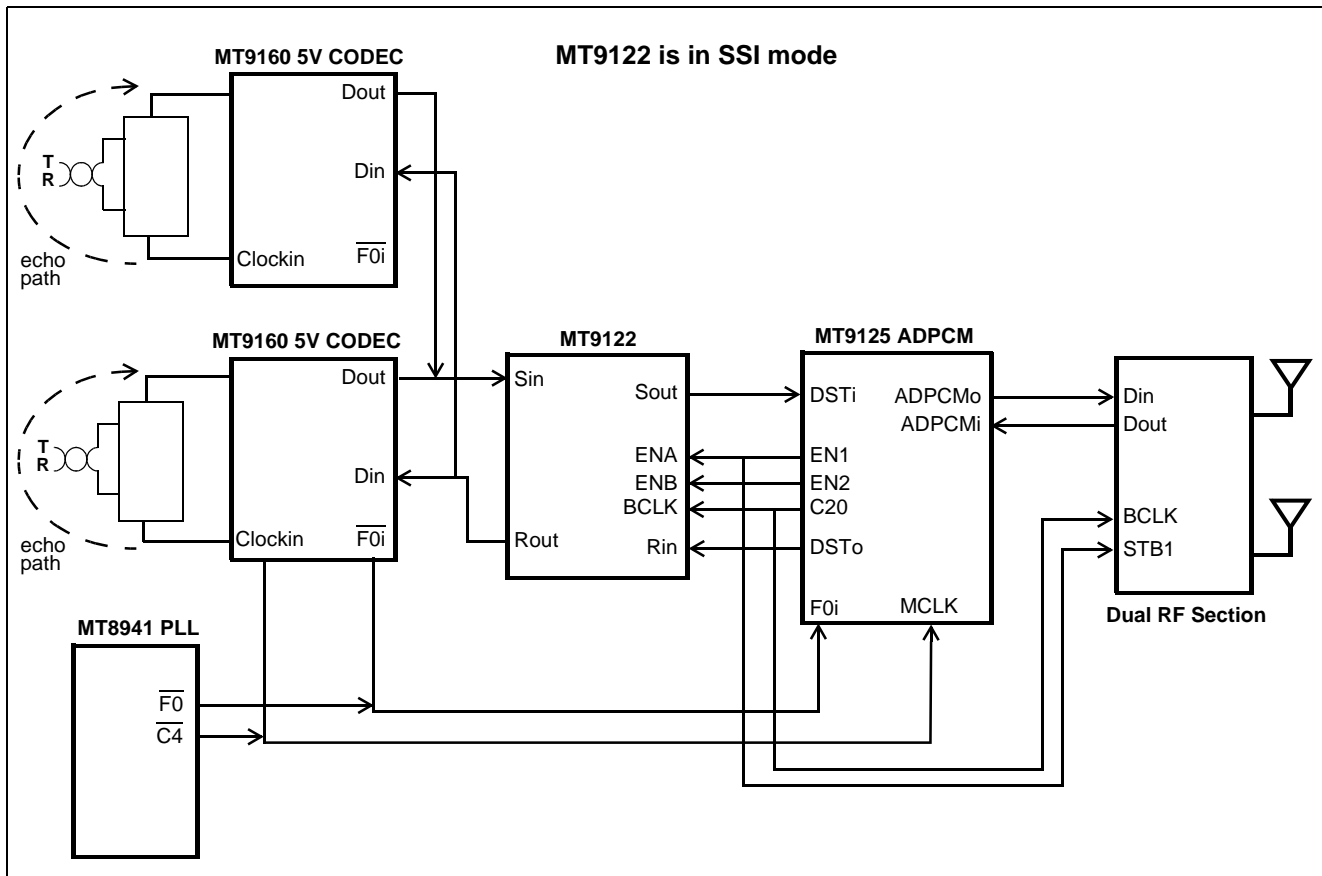 MT9160 5V CODEC
MT9122 is in SSI mode
Dout
Din
T
R
Clockin
F0i
echo
path
MT9160 5V CODEC
Dout
Din
T
R
Clockin
F0i
echo
path
MT9122
Sin
Sout
ENA
ENB
BCLK
Rout
Rin
MT9125 ADPCM
DSTi
ADPCMo
ADPCMi
EN1
EN2
C20
DSTo
F0i
MCLK
Din
Dout
BCLK
STB1
Dual RF Section
MT8941 PLL
F0
C4